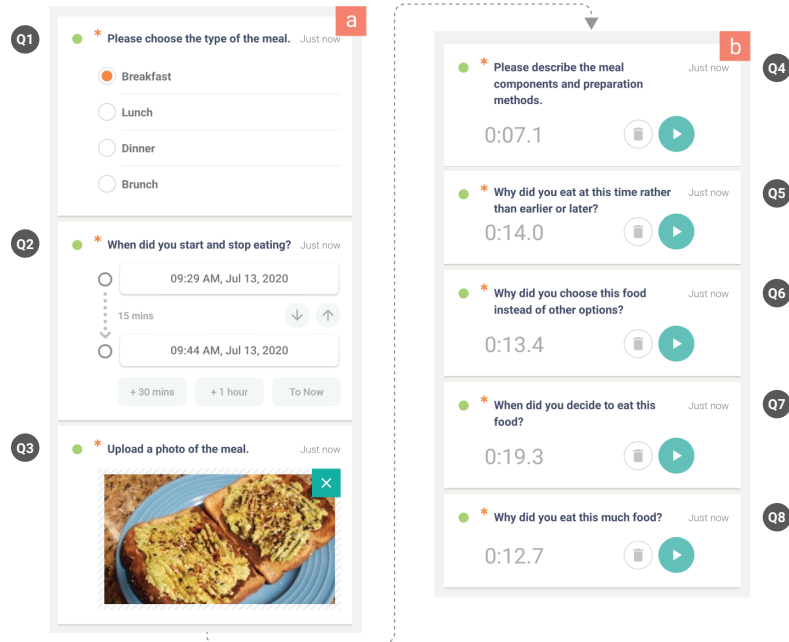 a
Q1
* Please choose the type of the meal. Just now
Breakfast
Lunch
Dinner
Brunch
Q2
* When did you start and stop eating? Just now
09:29 AM, Jul 13, 2020
15 mins
09:44 AM, Jul 13, 2020
+ 30 mins + 1 hour To Now
Q3
* Upload a photo of the meal. Just now
b
Q4
* Please describe the meal Just now
components and preparation
methods.
0:07.1
Q5
* Why did you eat at this time rather Just now
than earlier or later?
0:14.0
Q6
* Why did you choose this food Just now
instead of other options?
0:13.4
Q7
* When did you decide to eat this Just now
food?
0:19.3
Q8
* Why did you eat this much food? Just now
0:12.7